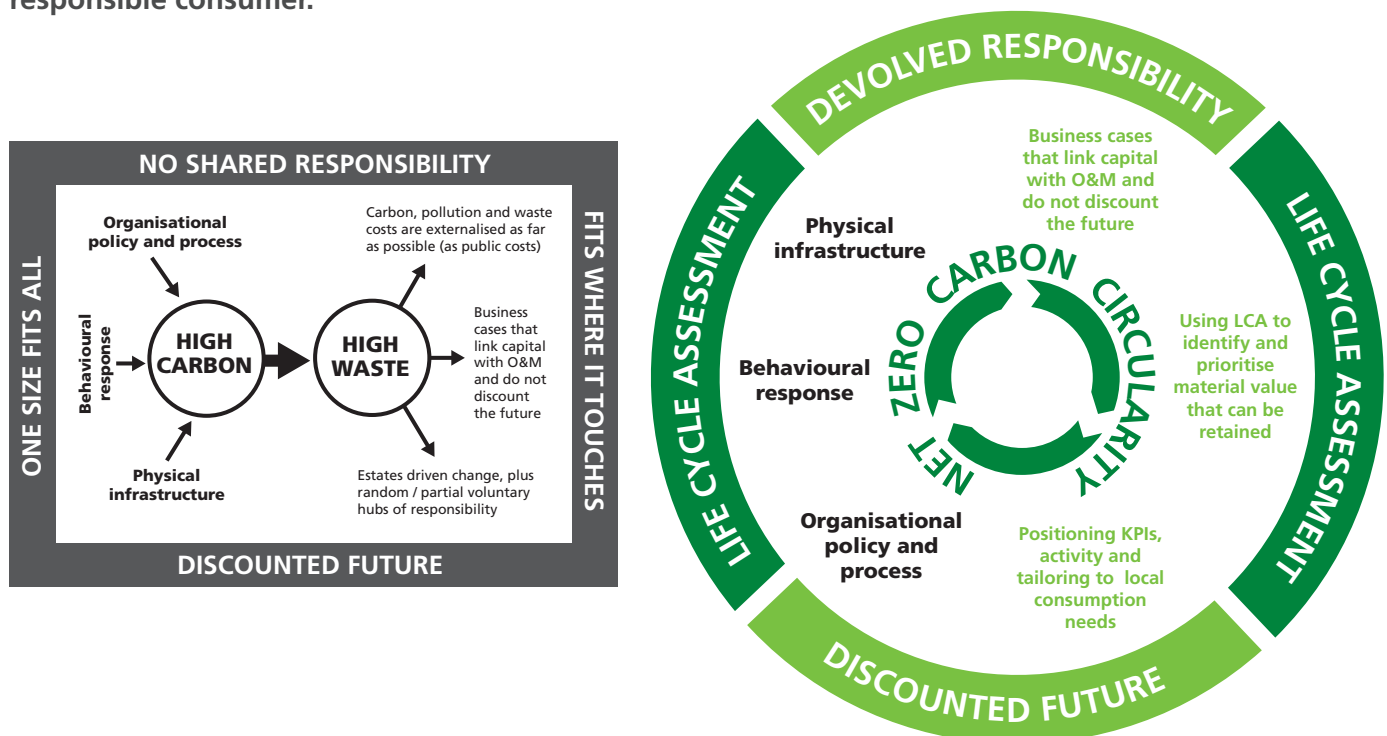 responsible consumer.
NO SHARED RESPONSIBILITY
ONE SIZE FITS ALL
Organisational
policy and process
Behavioural
response
Physical
infrastructure
HIGH
CARBON
HIGH
WASTE
Carbon, pollution and waste
costs are externalised as far
as possible (as public costs)
Business
cases that
link capital
with O&M
and do not
discount
the future
Estates driven change, plus
random / partial voluntary
hubs of responsibility
FITS WHERE IT TOUCHES
DISCOUNTED FUTURE
DEVOLVED RESPONSIBILITY
LIFE CYCLE ASSESSMENT
Physical
infrastructure
Behavioural
response
Organisational
policy and
process
NET ZERO CARBON CIRCULARITY
Business cases
that link capital
with O&M and
do not discount
the future
Using LCA to
identify and
prioritise
material value
that can be
retained
Positioning KPIs,
activity and
tailoring to local
consumption
needs
LIFE CYCLE ASSESSMENT
DISCOUNTED FUTURE